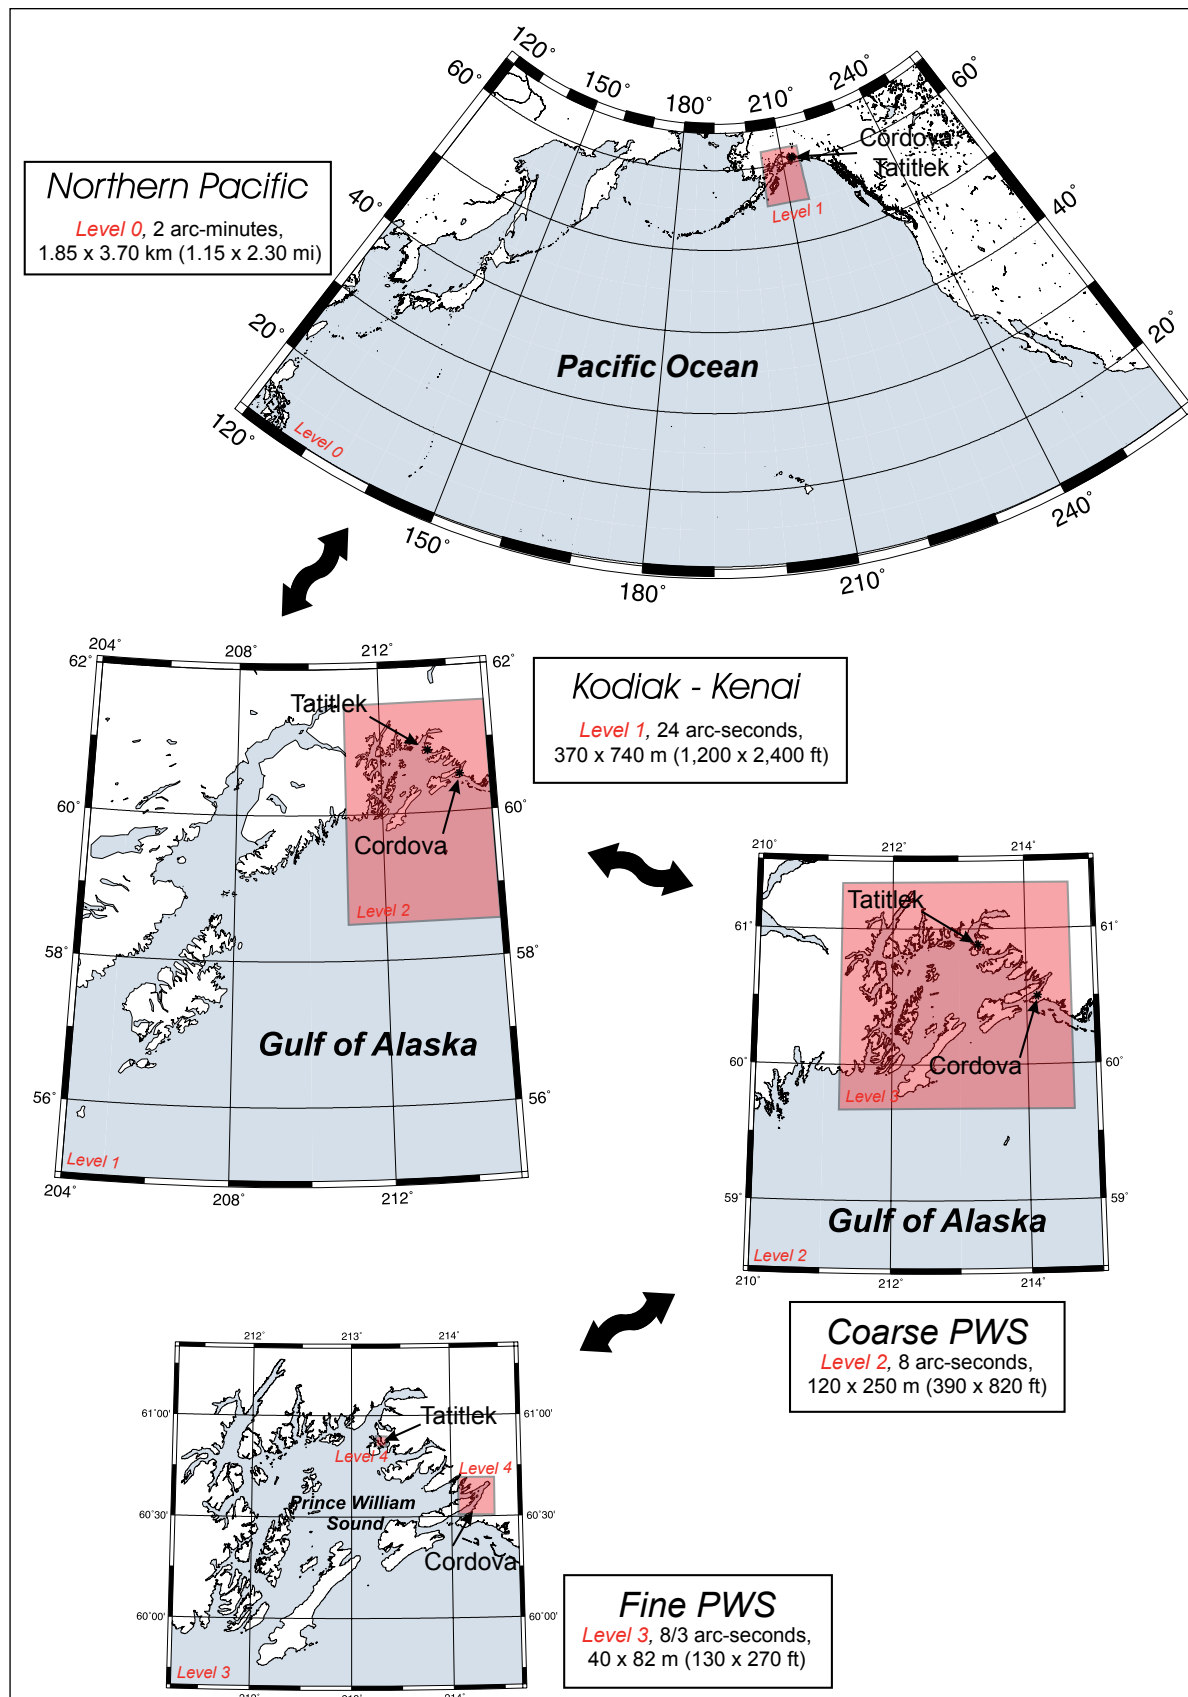 120°
150°
180°
210°
240°
60°
60°
Cordova
Tatitlek
Northern Pacific
Level 0, 2 arc-minutes,
1.85 x 3.70 km (1.15 x 2.30 mi)
Level 1
40°
40°
20°
20°
Pacific Ocean
Level 0
120°
150°
180°
210°
240°
204°
208°
212°
62°
62°
Tatitlek
Kodiak - Kenai
Level 1, 24 arc-seconds,
370 x 740 m (1,200 x 2,400 ft)
60°
60°
Cordova
Level 2
58°
58°
Gulf of Alaska
56°
56°
Level 1
204°
208°
212°
210°
212°
214°
Tatitlek
61°
61°
Cordova
60°
60°
Level 3
59°
59°
Gulf of Alaska
Level 2
210°
212°
214°
Coarse PWS
Level 2, 8 arc-seconds,
120 x 250 m (390 x 820 ft)
212°
213°
214°
61°00'
61°00'
Tatitlek
Level 4
Level 4
Prince William
Sound
60°30'
60°30'
Cordova
60°00'
60°00'
Level 3
212°
213°
214°
Fine PWS
Level 3, 8/3 arc-seconds,
40 x 82 m (130 x 270 ft)